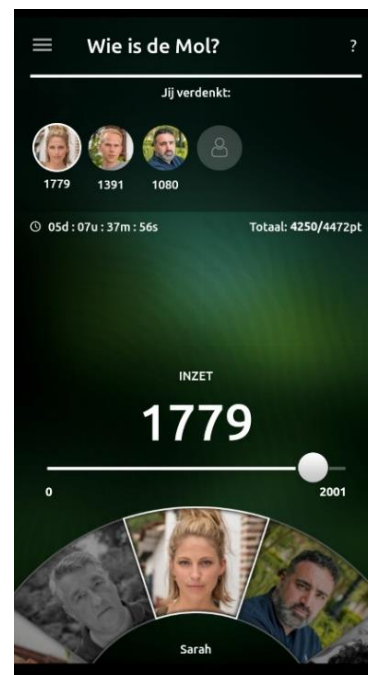 Wie is de Mol? ?
Jij verdenkt:
1779 1391 1080
05d : 07u : 37m : 56s Totaal: 4250/4472pt
INZET
1779
0 2001
Sarah